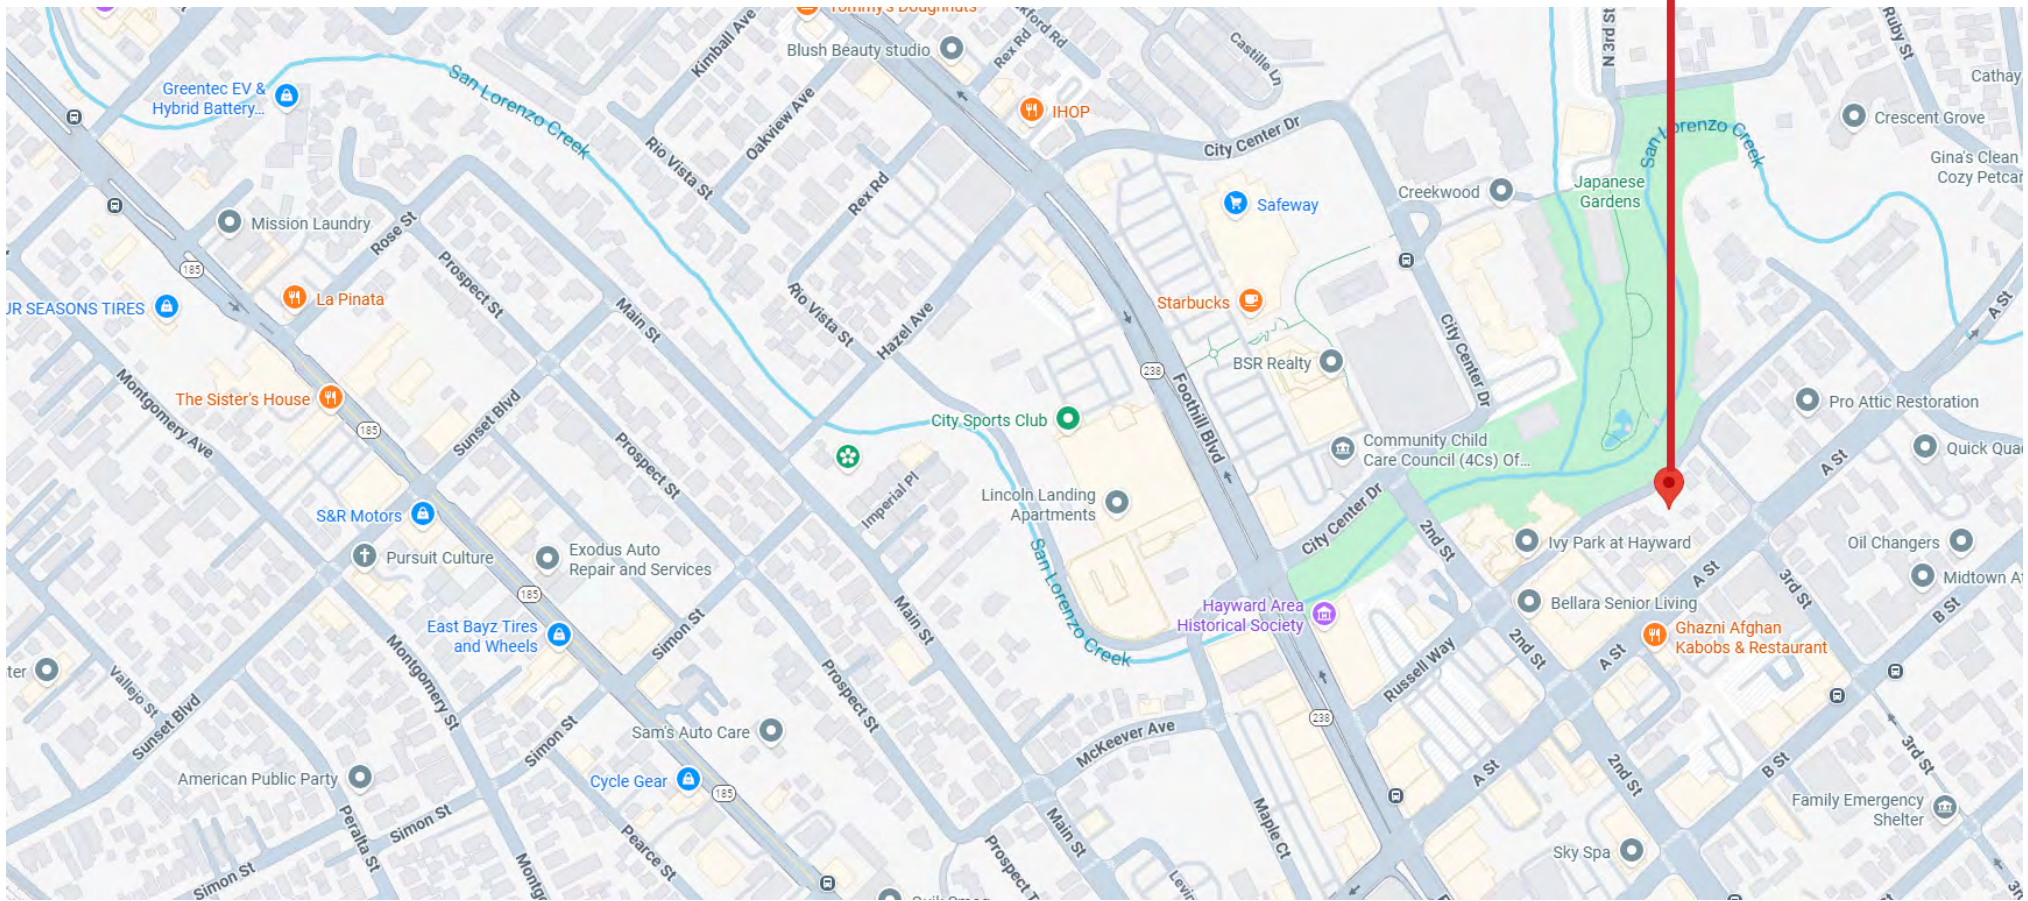 Tommy's Doughnuts
Kimball Ave
Blush Beauty studio
Rex Rd
Castille Ln
N 3rd St
Ruby St
Cathay
Greentec EV &
Hybrid Battery...
San Lorenzo Creek
Oakview Ave
IHOP
City Center Dr
San Lorenzo Creek
Crescent Grove
Rio Vista St
Gina's Clean
Cozy Petcar
Mission Laundry
Rose St
Rex Rd
Safeway
Creekwood
Japanese
Gardens
185
Prospect St
La Pinata
UR SEASONS TIRES
Main St
Rio Vista St
Hazel Ave
Starbucks
City Center Dr
A St
BSR Realty
238
Foothill Blvd
Montgomery Ave
The Sister's House
185
Sunset Blvd
Prospect St
City Sports Club
Community Child
Care Council (4Cs) Of...
Pro Attic Restoration
A St
Quick Qua
Imperial Pl
Lincoln Landing
Apartments
S&R Motors
City Center Dr
2nd St
Pursuit Culture
Exodus Auto
Repair and Services
San Lorenzo Creek
Ivy Park at Hayward
Oil Changers
A St
3rd St
Midtown A
185
Main St
Hayward Area
Historical Society
Bellara Senior Living
B St
East Bayz Tires
and Wheels
Simon St
2nd St
Ghazni Afghan
Kabobs & Restaurant
A St
ter
Vallejo St
Montgomery St
Prospect St
Russell Way
Sunset Blvd
Simon St
Sam's Auto Care
McKeever Ave
238
3rd St
American Public Party
Cycle Gear
185
A St
2nd St
B St
Family Emergency
Shelter
Peralta St
Simon St
Pearce St
Main St
Maple Ct
Sky Spa
Simon St
Montgo
Prospect T
Levin
3r